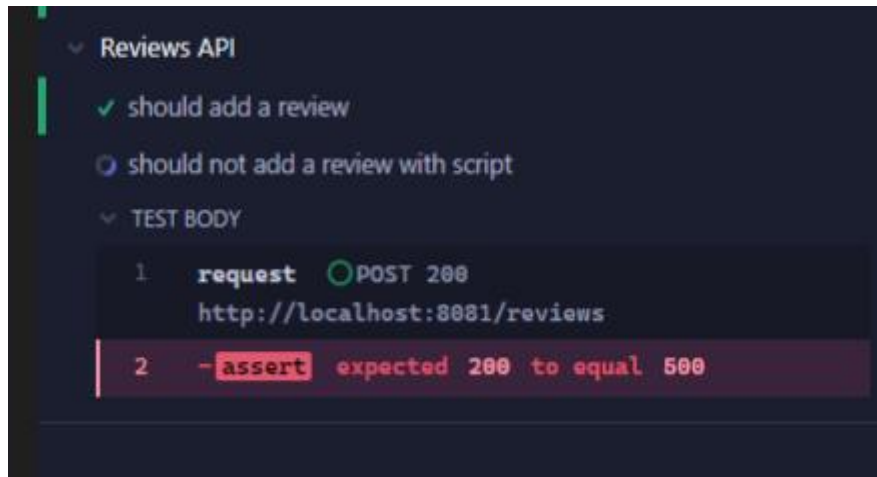 Reviews API
should add a review
should not add a review with script
TEST BODY
1 request POST 200
http://localhost:8081/reviews
2 -assert expected 200 to equal 500